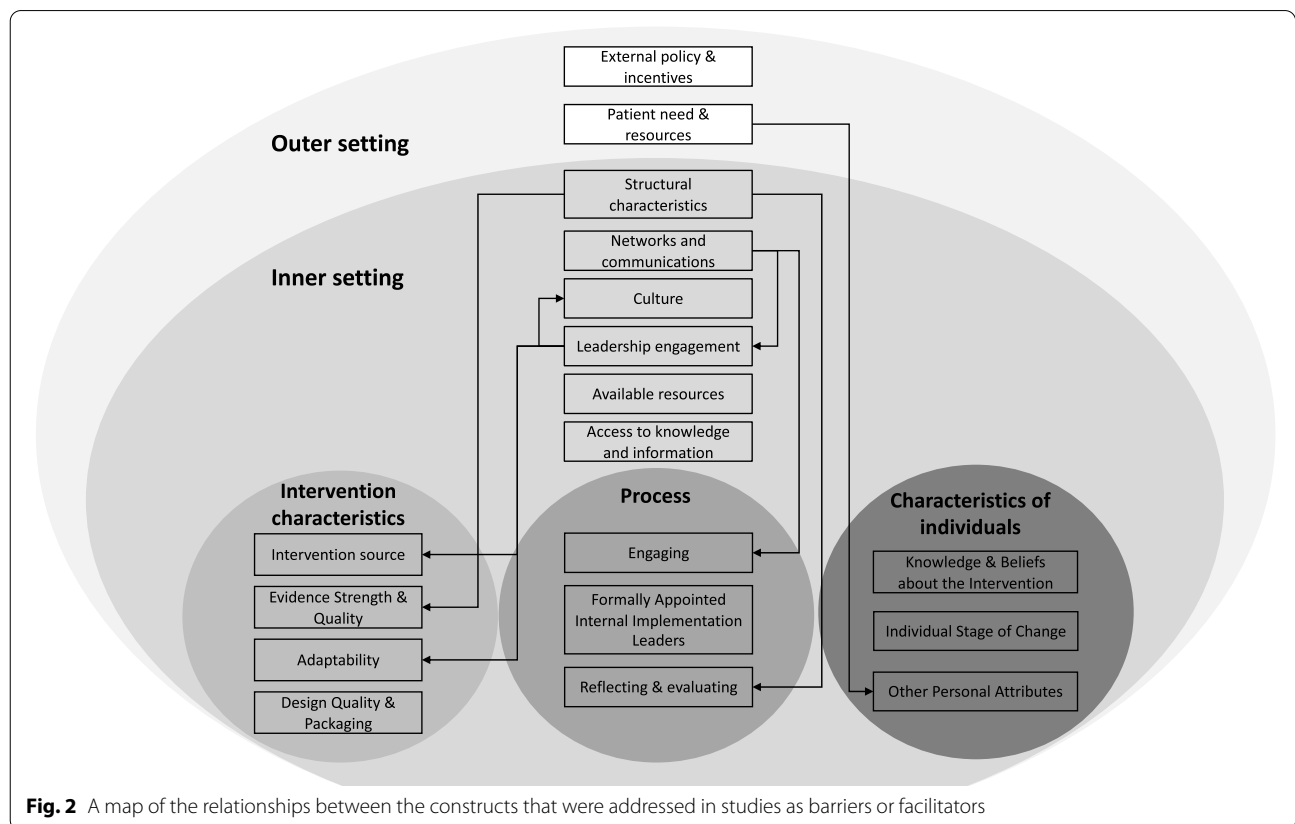 External policy &
incentives
Patient need &
resources
Outer setting
Structural
characteristics
Networks and
communications
Inner setting
Culture
Leadership engagement
Available resources
Access to knowledge
and information
Intervention
characteristics
Intervention source
Evidence Strength &
Quality
Adaptability
Design Quality &
Packaging
Process
Engaging
Formally Appointed
Internal Implementation
Leaders
Reflecting & evaluating
Characteristics of
individuals
Knowledge & Beliefs
about the Intervention
Individual Stage of Change
Other Personal Attributes
Fig. 2 A map of the relationships between the constructs that were addressed in studies as barriers or facilitators